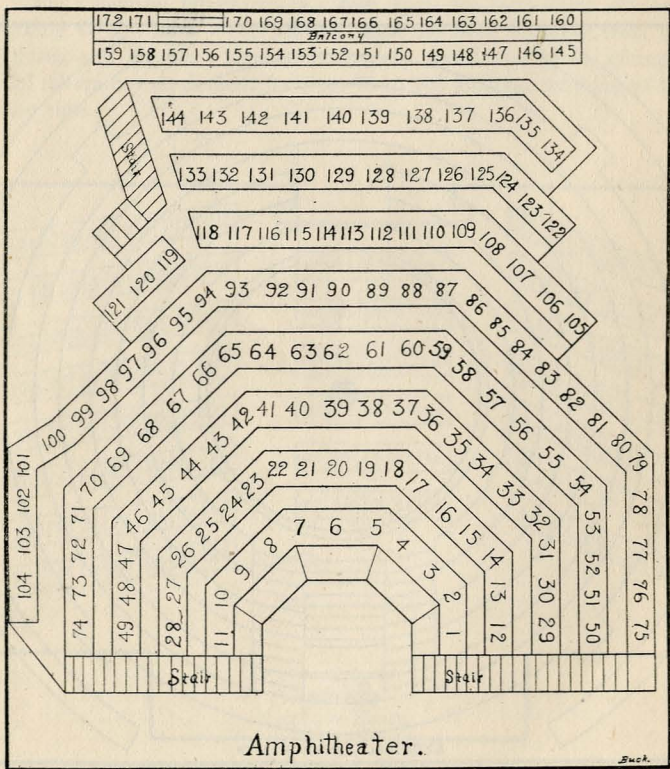 172 171 170 169 168 167 166 165 164 163 162 161 160
Balcony
159 158 157 156 155 154 153 152 151 150 149 148 147 146 145
144 143 142 141 140 139 138 137 136 135 134
Stair
133 132 131 130 129 128 127 126 125 124 123 122
118 117 116 115 114 113 112 111 110 109 108 107 106 105
121 120 119
104 103 102 101 100 99 98 97 96 95 94 93 92 91 90 89 88 87 86 85 84 83 82 81 80 79 78 77 76 75
74 73 72 71 70 69 68 67 66 65 64 63 62 61 60 59 58 57 56 55 54 53 52 51 50
49 48 47 46 45 44 43 42 41 40 39 38 37 36 35 34 33 32 31 30 29
28 27 26 25 24 23 22 21 20 19 18 17 16 15 14 13 12
11 10 9 8 7 6 5 4 3 2 1
Stair
Stair
Amphitheater.
Buck.